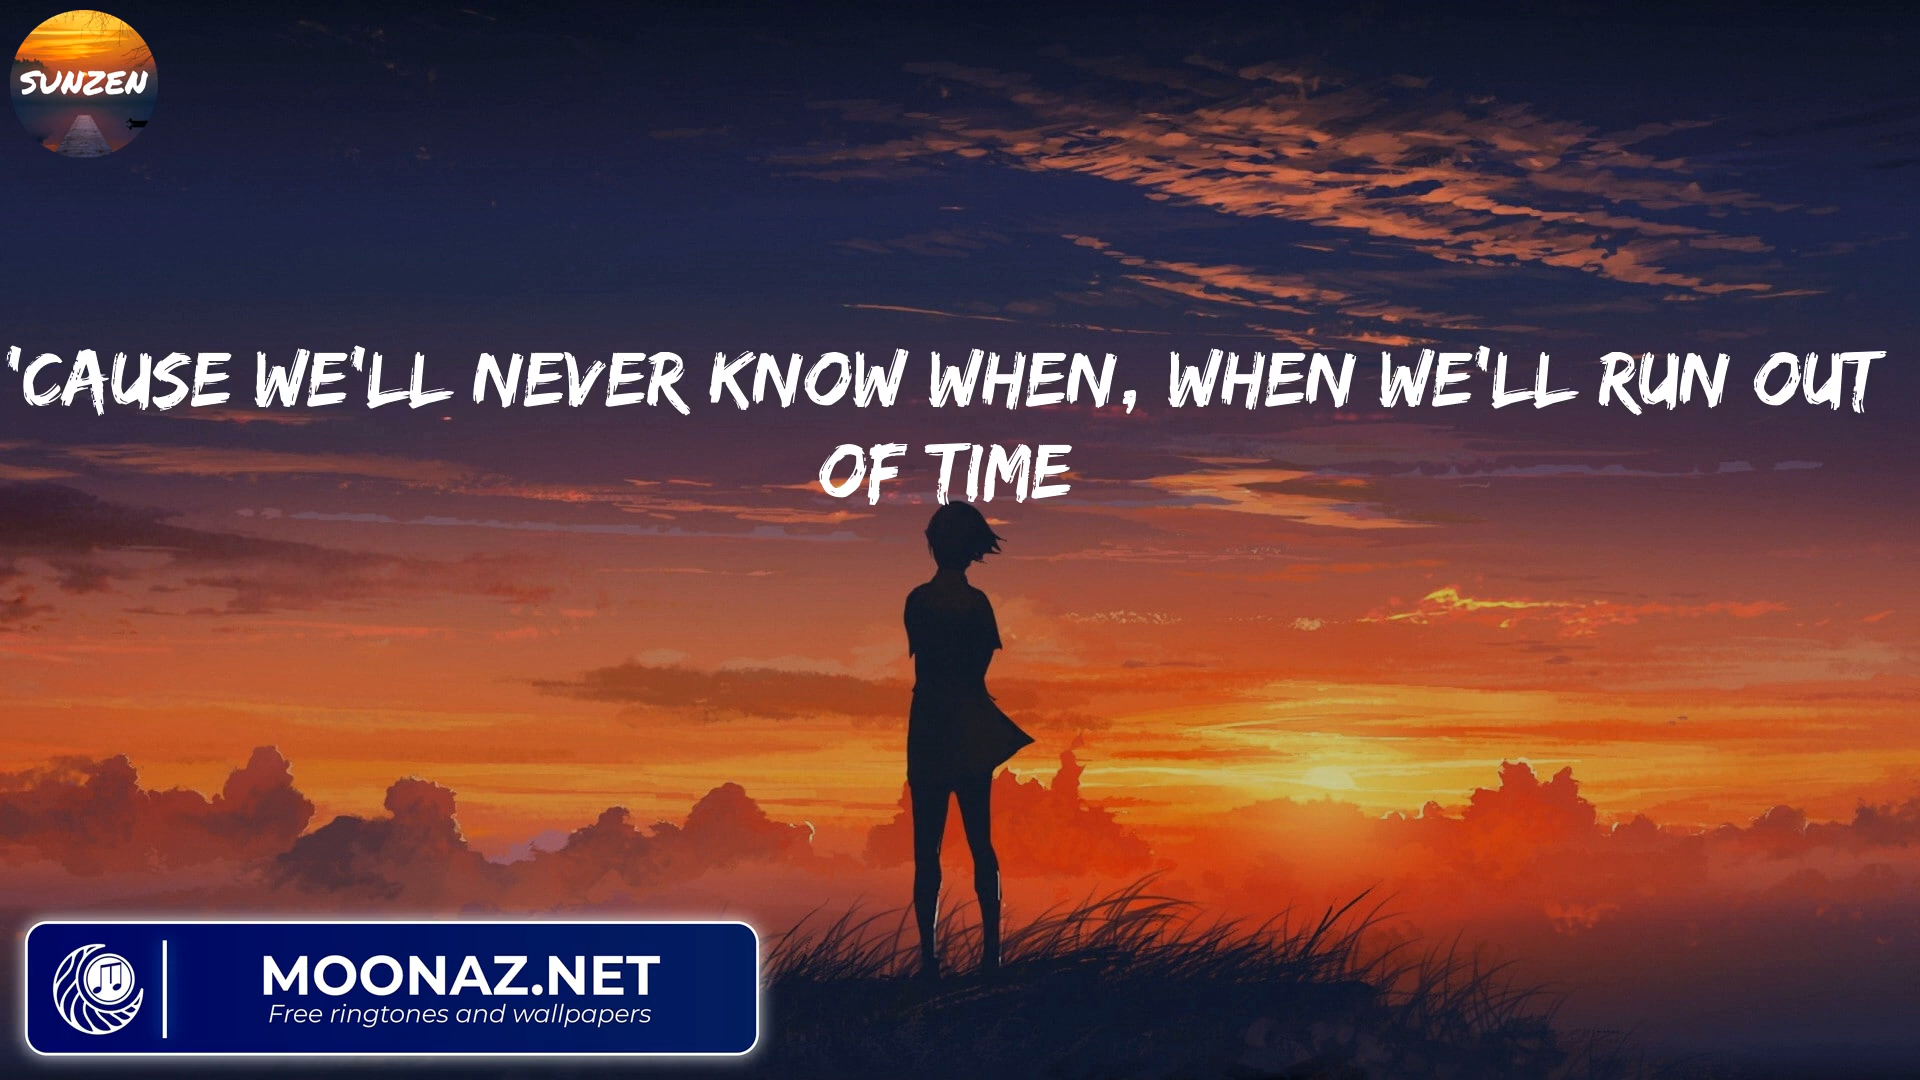 SUNZEN
'CAUSE WE'LL NEVER KNOW WHEN, WHEN WE'LL RUN OUT
OF TIME
MOONAZ.NET
Free ringtones and wallpapers